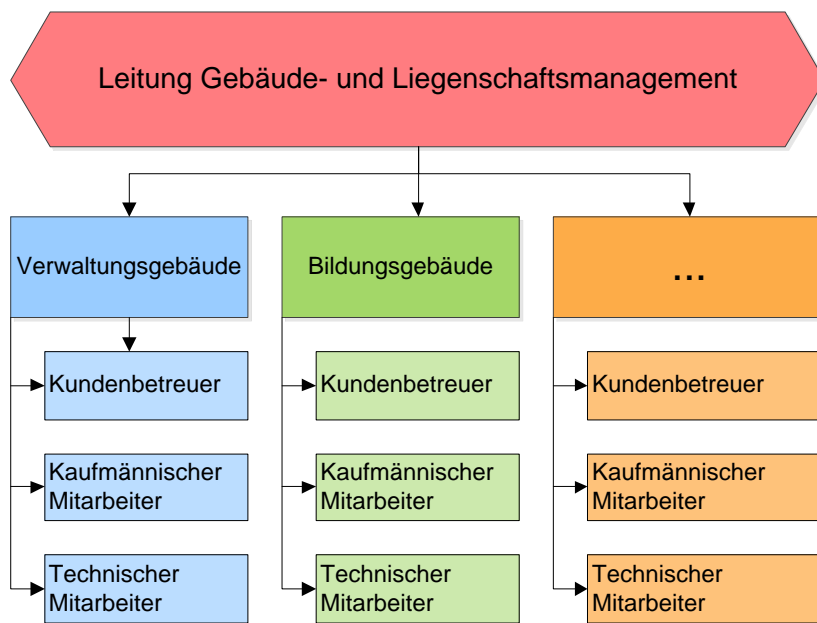 Leitung Gebäude- und Liegenschaftsmanagement
Verwaltungsgebäude
Bildungsgebäude
...
Kundenbetreuer
Kundenbetreuer
Kundenbetreuer
Kaufmännischer
Mitarbeiter
Kaufmännischer
Mitarbeiter
Kaufmännischer
Mitarbeiter
Technischer
Mitarbeiter
Technischer
Mitarbeiter
Technischer
Mitarbeiter